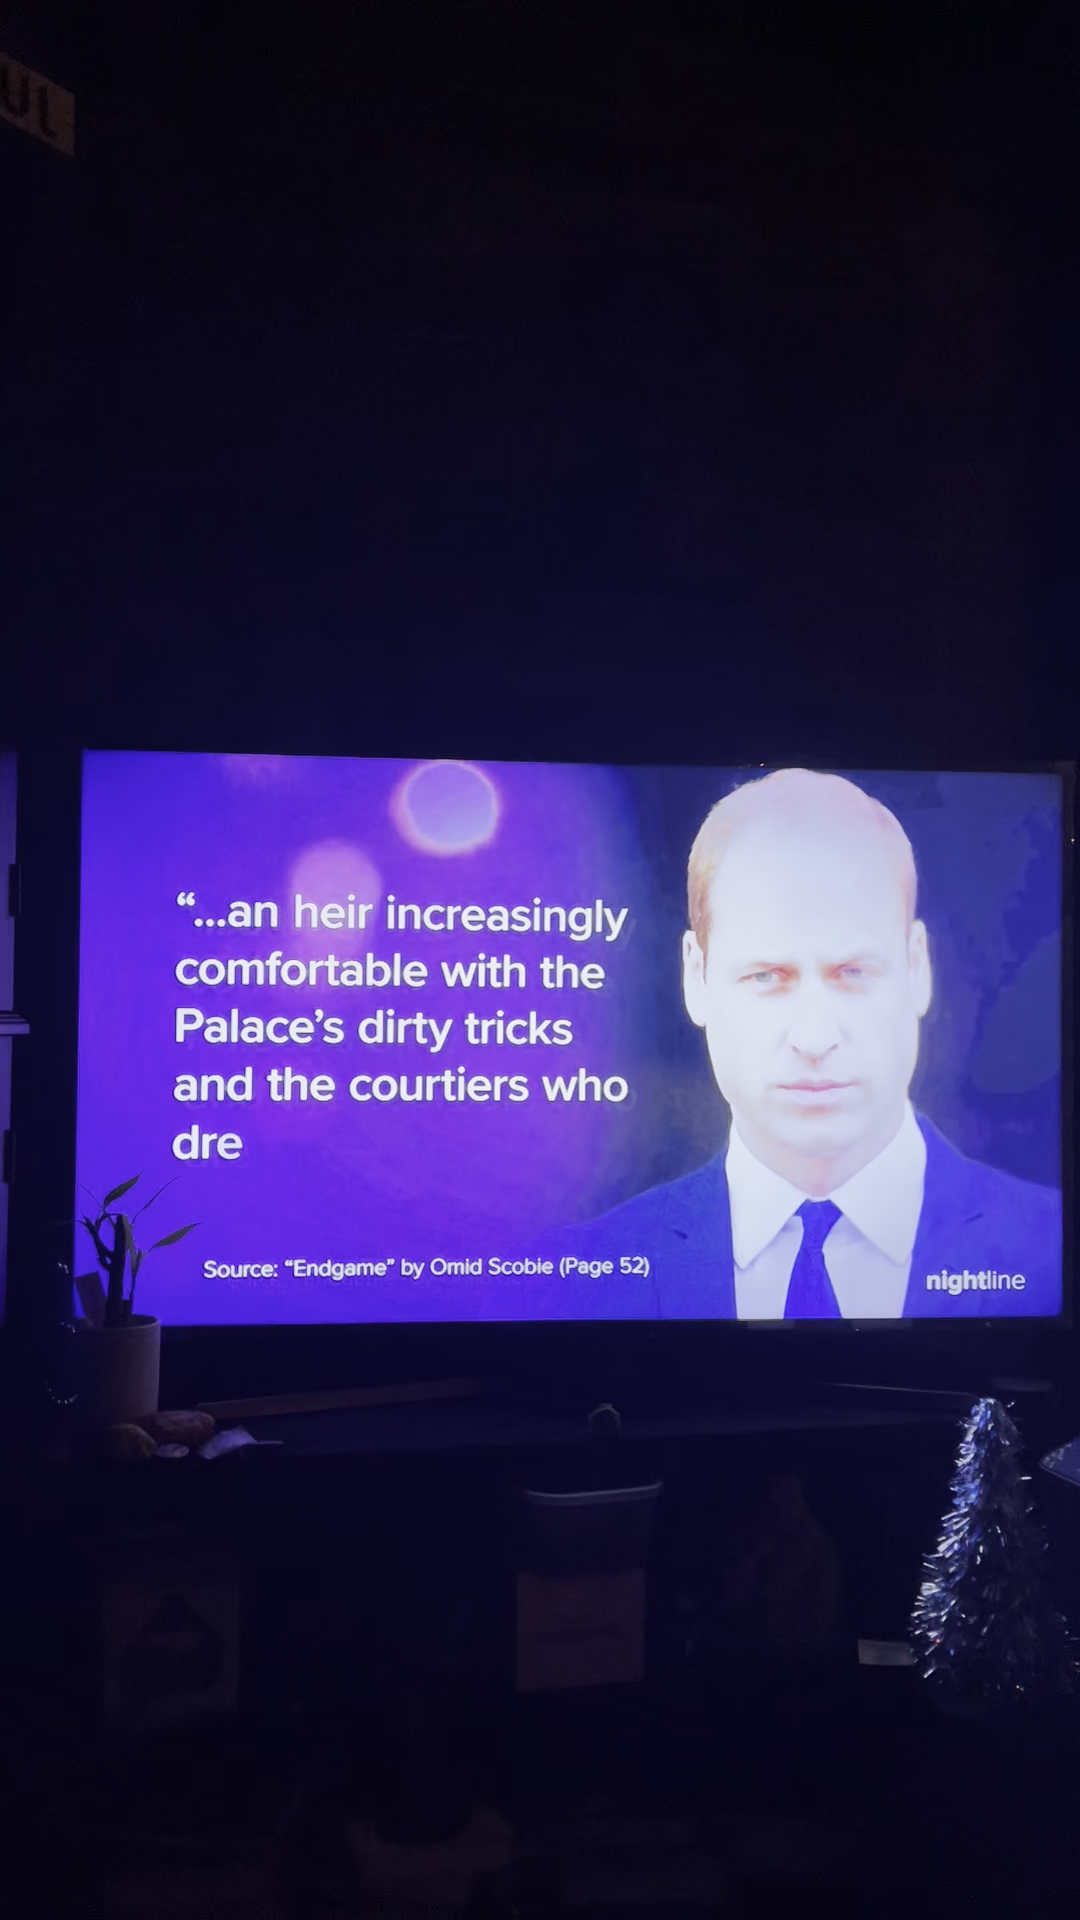 UL
“...an heir increasingly
comfortable with the
Palace’s dirty tricks
and the courtiers who
dre
Source: “Endgame” by Omid Scobie (Page 52)
nightline